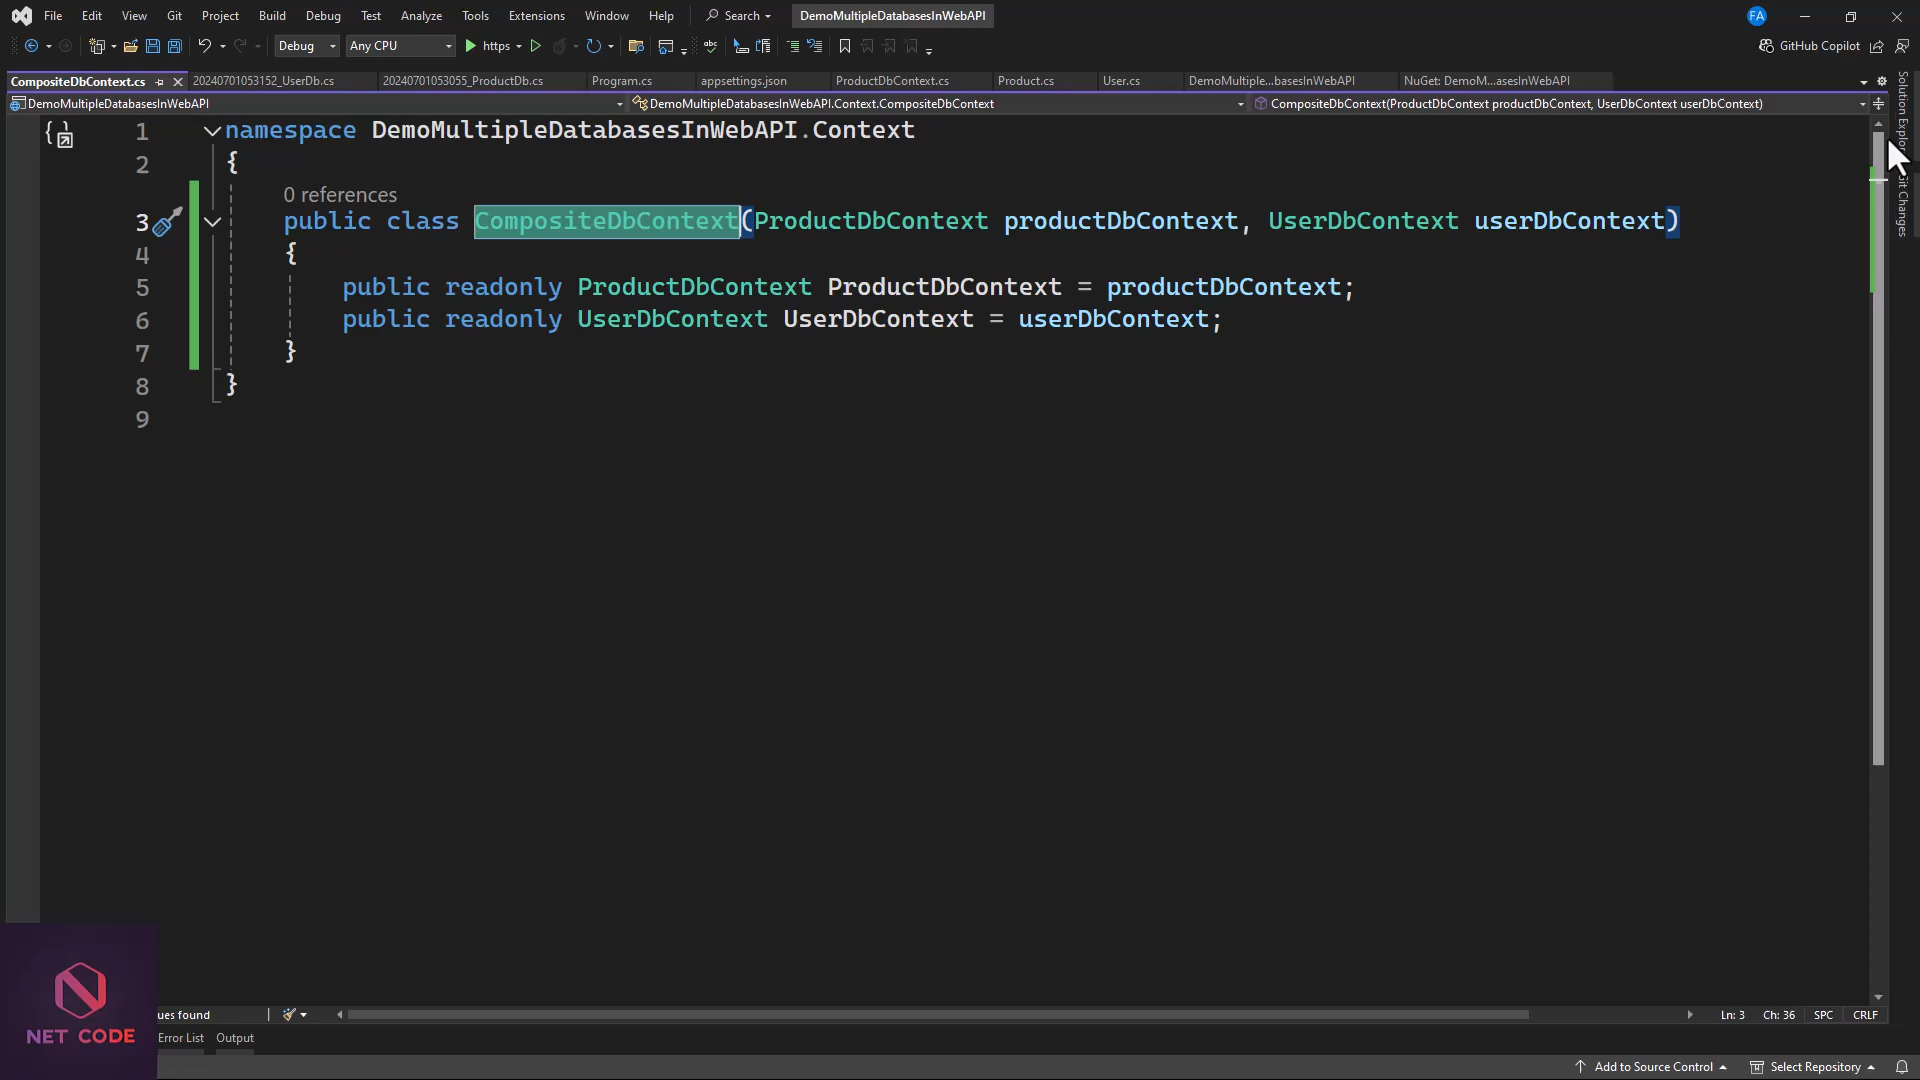 File Edit View Git Project Build Debug Test Analyze Tools Extensions Window Help Search DemoMultipleDatabasesInWebAPI FA
Debug Any CPU https GitHub Copilot
CompositeDbContext.cs 20240701053152_UserDb.cs 20240701053055_ProductDb.cs Program.cs appsettings.json ProductDbContext.cs Product.cs User.cs DemoMultiple...basesInWebAPI NuGet: DemoM...asesInWebAPI
DemoMultipleDatabasesInWebAPI DemoMultipleDatabasesInWebAPI.Context.CompositeDbContext CompositeDbContext(ProductDbContext productDbContext, UserDbContext userDbContext)
1 namespace DemoMultipleDatabasesInWebAPI.Context
2 {
0 references
3 public class CompositeDbContext(ProductDbContext productDbContext, UserDbContext userDbContext)
4 {
5 public readonly ProductDbContext ProductDbContext = productDbContext;
6 public readonly UserDbContext UserDbContext = userDbContext;
7 }
8 }
9
Solution Explor
Git Changes
ues found Ln: 3 Ch: 36 SPC CRLF
NET CODE
Error List Output
Add to Source Control Select Repository